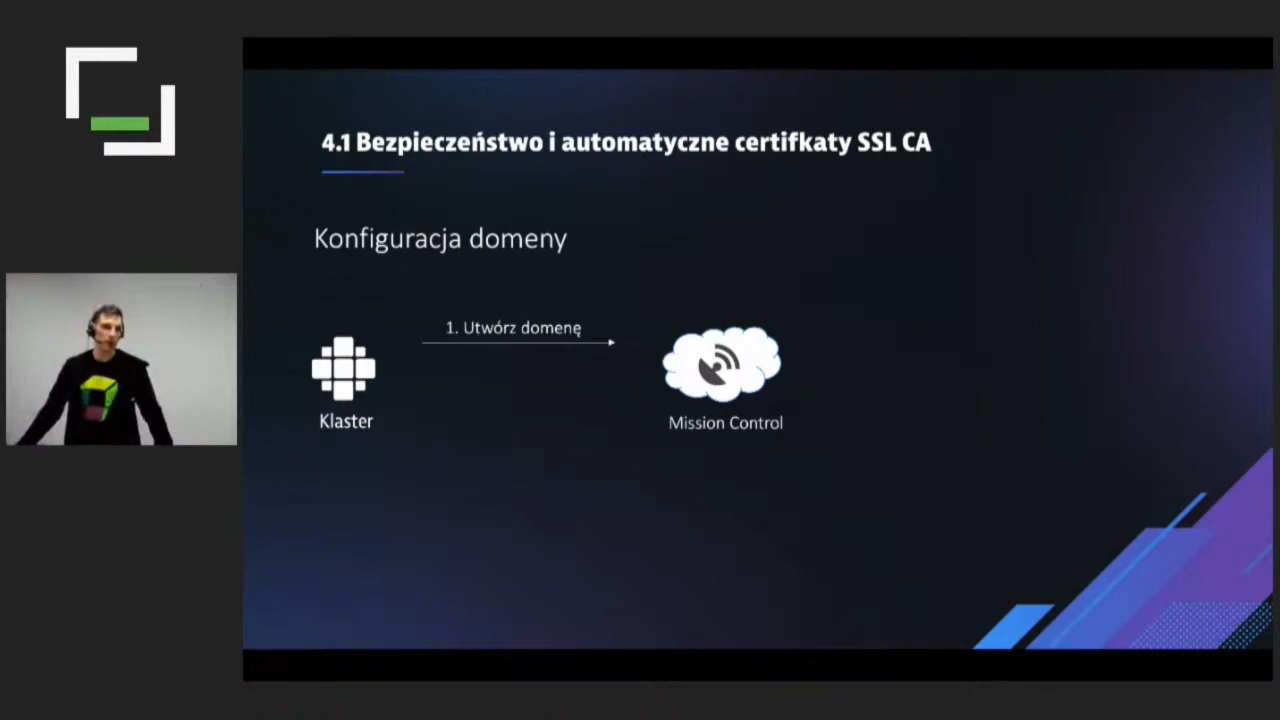 4.1 Bezpieczeństwo i automatyczne certifkaty SSL CA
Konfiguracja domeny
1. Utwórz domenę
Klaster
Mission Control